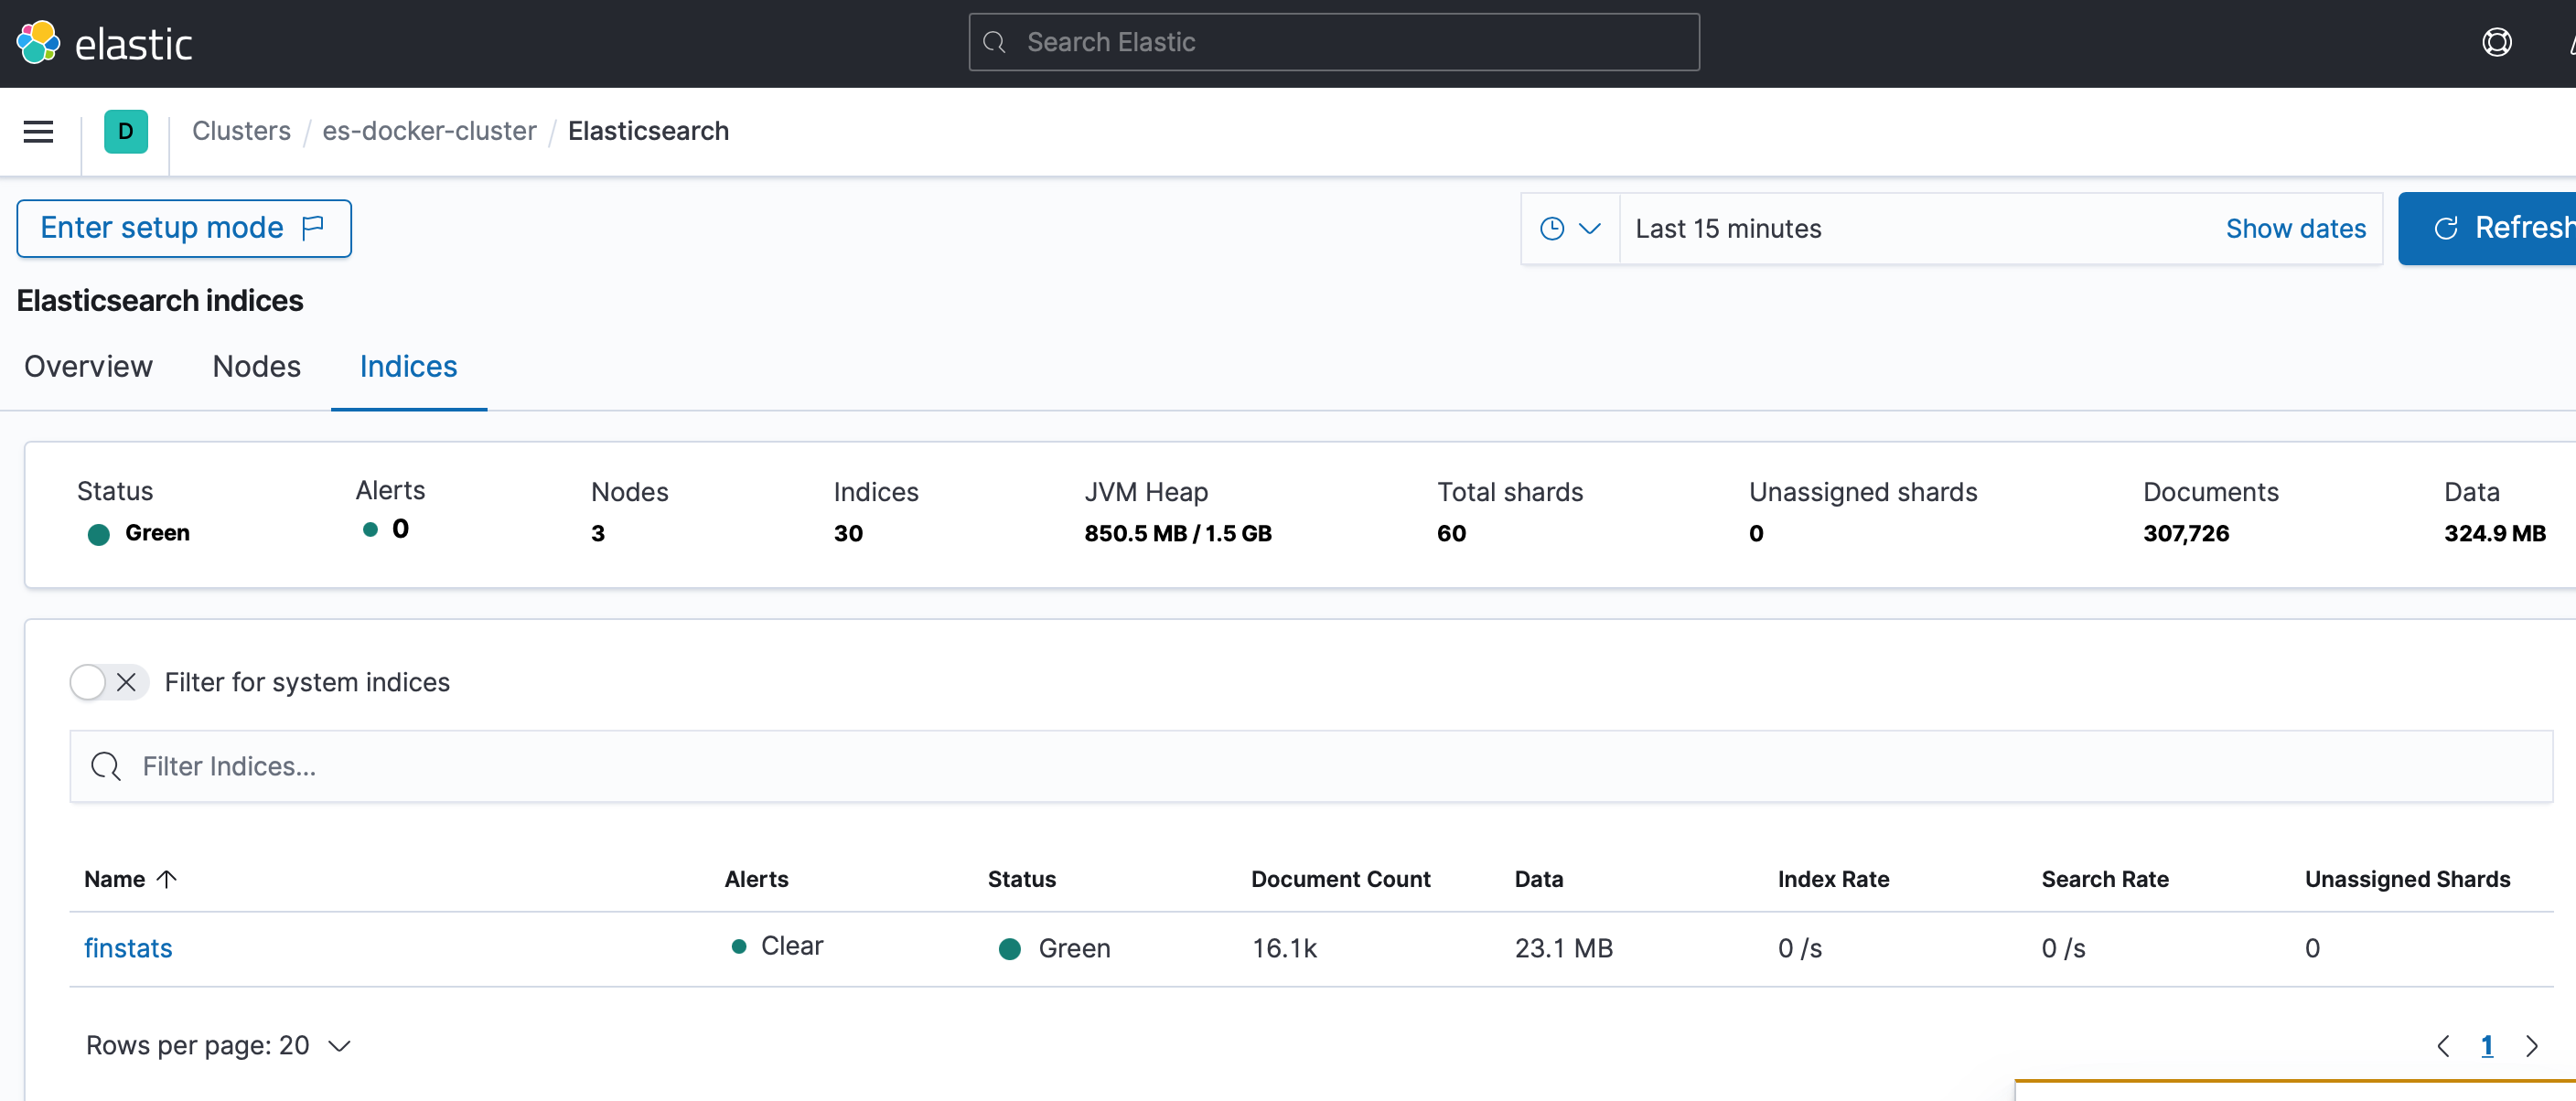 elastic
Search Elastic
D
Clusters / es-docker-cluster / Elasticsearch
Enter setup mode
Last 15 minutes
Show dates
Refresh
Elasticsearch indices
Overview Nodes Indices
Status Alerts Nodes Indices JVM Heap Total shards Unassigned shards Documents Data
Green 0 3 30 850.5 MB / 1.5 GB 60 0 307,726 324.9 MB
Filter for system indices
Filter Indices...
Name Alerts Status Document Count Data Index Rate Search Rate Unassigned Shards
finstats Clear Green 16.1k 23.1 MB 0 /s 0 /s 0
Rows per page: 20
1